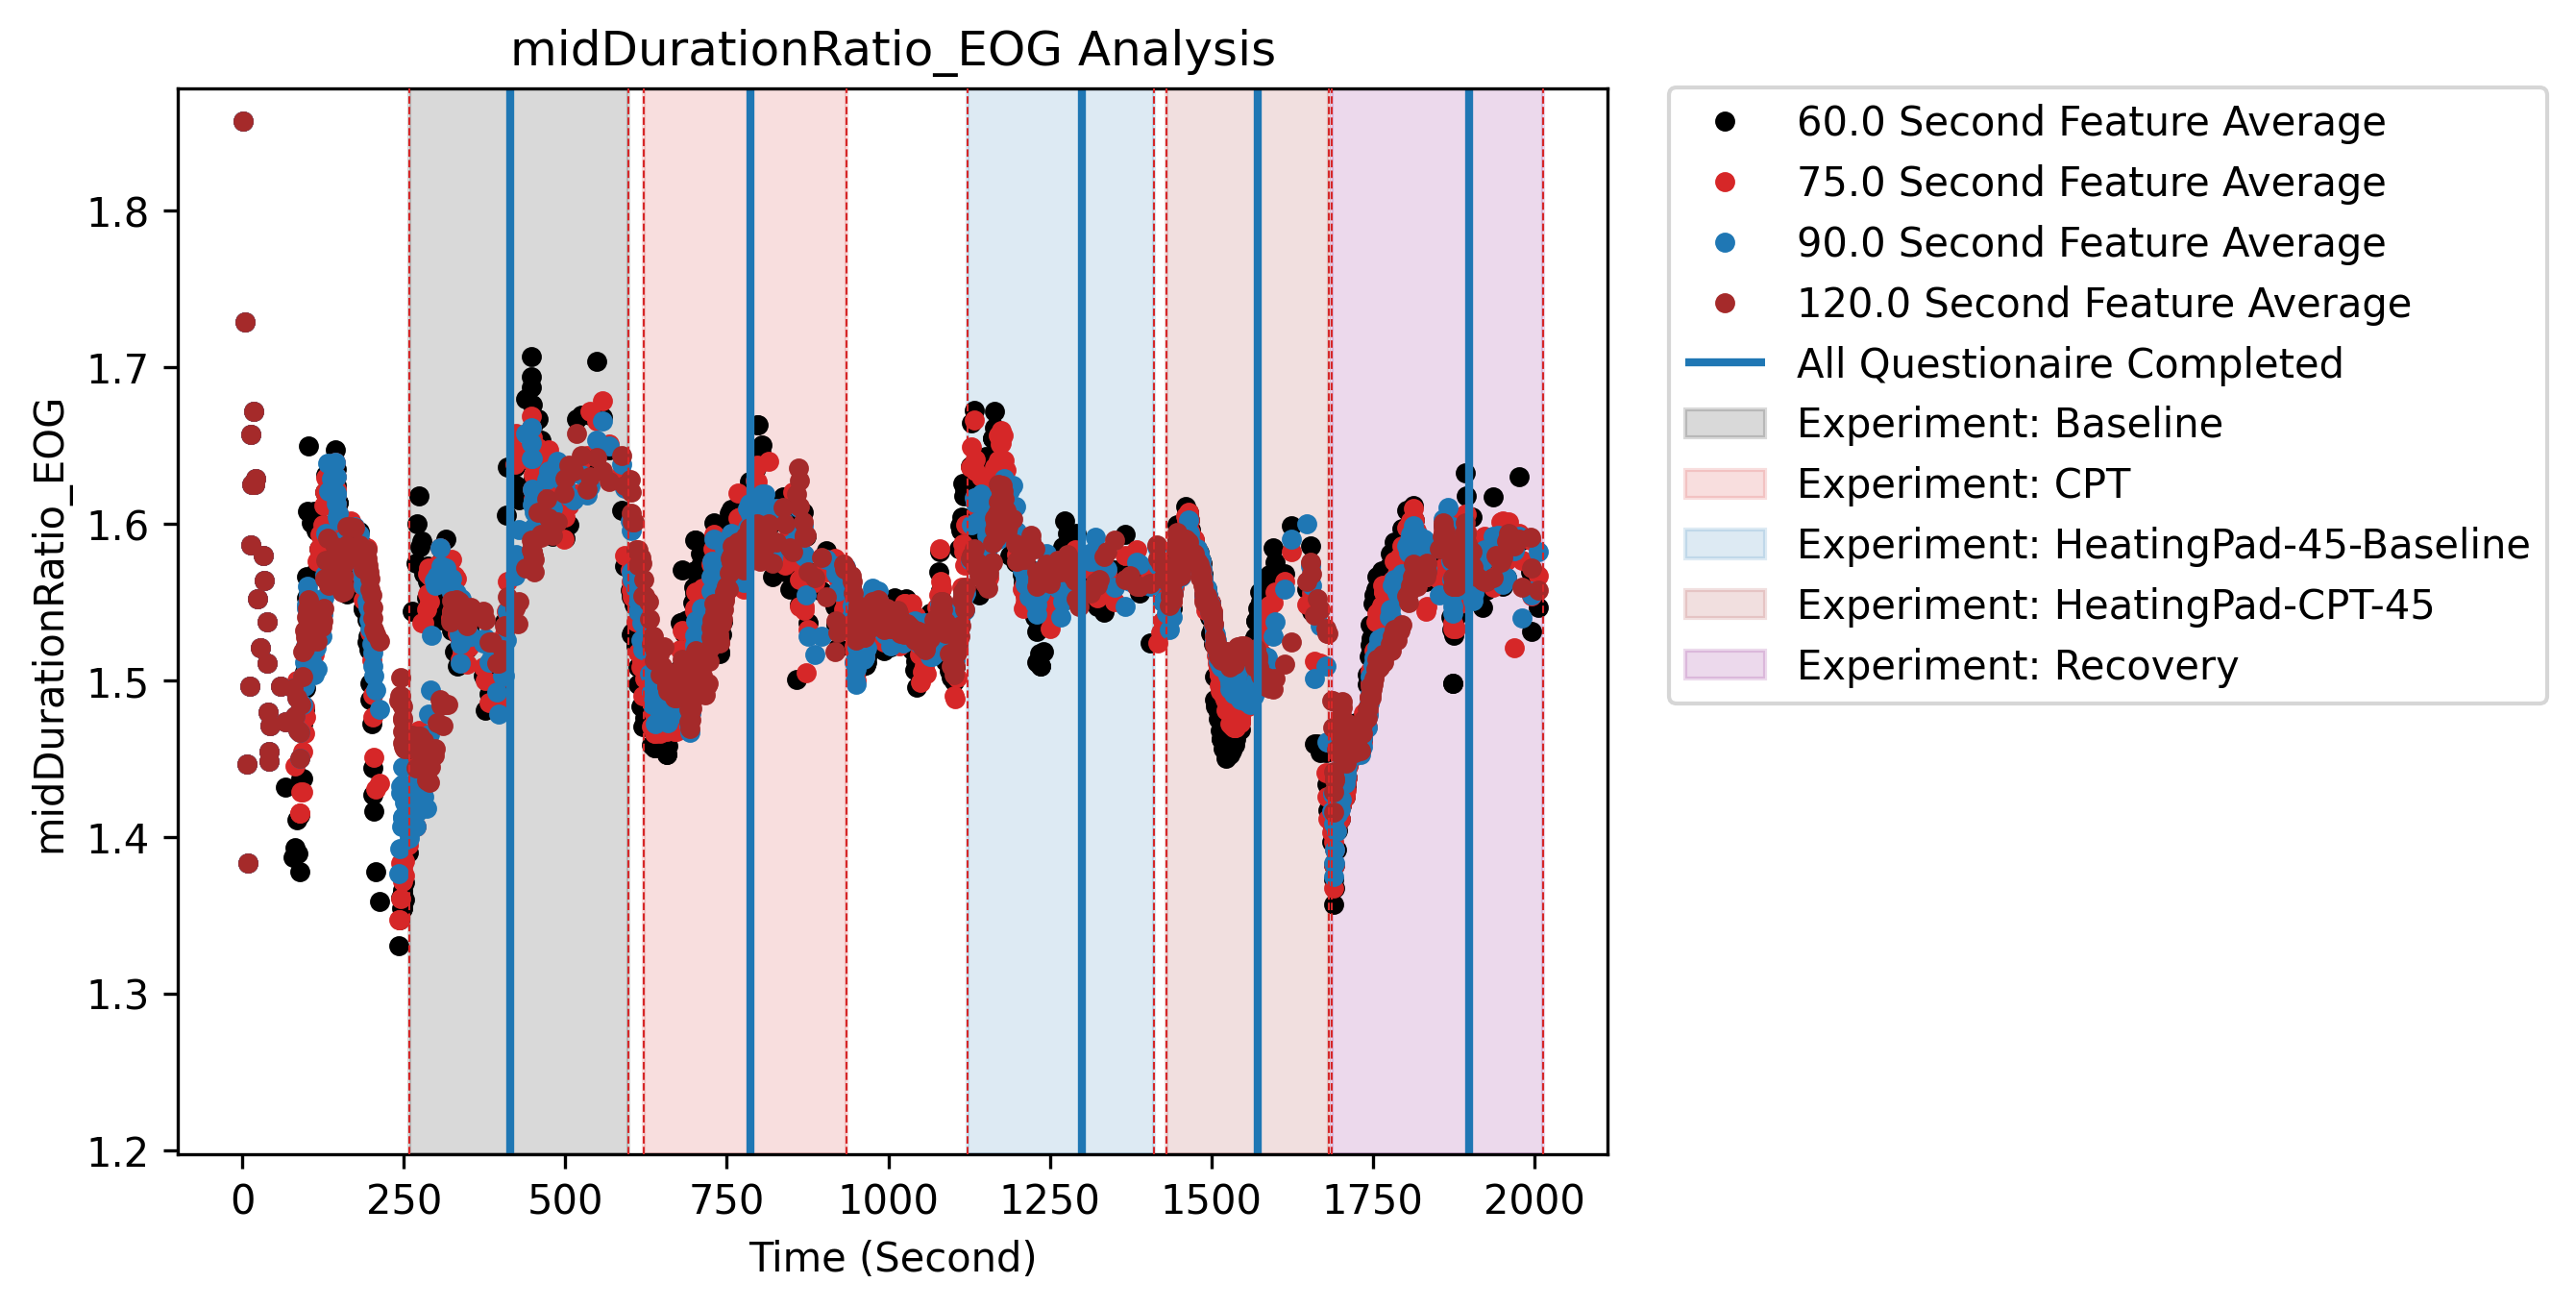 midDurationRatio_EOG Analysis
midDurationRatio_EOG
1.8
1.7
1.6
1.5
1.4
1.3
1.2
0 250 500 750 1000 1250 1500 1750 2000
Time (Second)
60.0 Second Feature Average
75.0 Second Feature Average
90.0 Second Feature Average
120.0 Second Feature Average
All Questionaire Completed
Experiment: Baseline
Experiment: CPT
Experiment: HeatingPad-45-Baseline
Experiment: HeatingPad-CPT-45
Experiment: Recovery